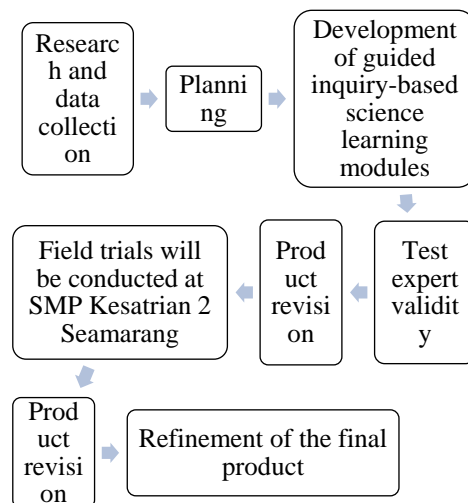 Researc
h and
data
collecti
on
Planni
ng
Development
of guided
inquiry-based
science
learning
modules
Test
expert
validit
y
Prod
uct
revisi
on
Field trials will
be conducted at
SMP Kesatrian 2
Seamarang
Prod
uct
revisi
on
Refinement of the final
product